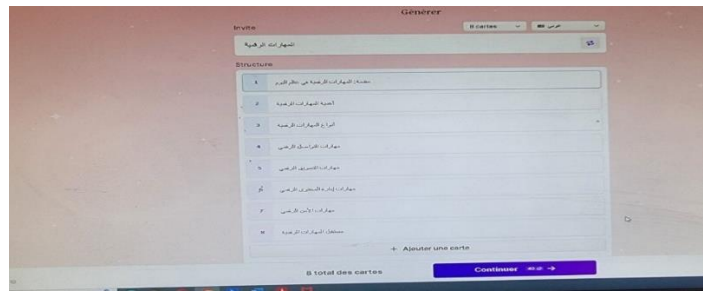 Générer
Invite
8 cartes
عربي
المهارات الرقمية
Structure
1 مقدمة: المهارات الرقمية في عالم اليوم
2 أهمية المهارات الرقمية
3 أنواع المهارات الرقمية
4 مهارات التواصل الرقمي
5 مهارات التسويق الرقمي
6 مهارات إدارة المحتوى الرقمي
7 مهارات الأمن الرقمي
8 مستقبل المهارات الرقمية
+ Ajouter une carte
8 total des cartes
Continuer